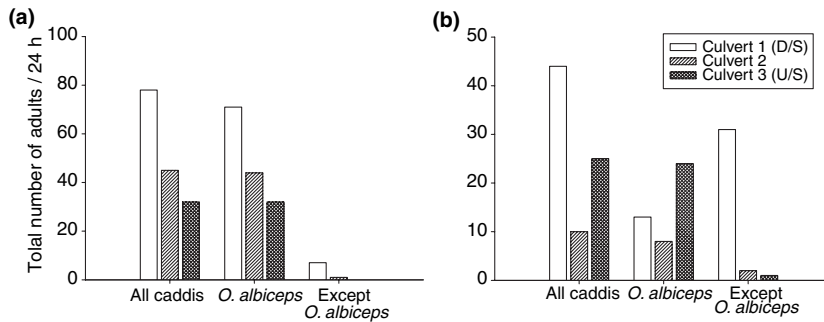 (a)
Total number of adults / 24 h
100
80
60
40
20
0
All caddis
O. albiceps
Except
O. albiceps
(b)
50
40
30
20
10
0
Culvert 1 (D/S)
Culvert 2
Culvert 3 (U/S)
All caddis
O. albiceps
Except
O. albiceps